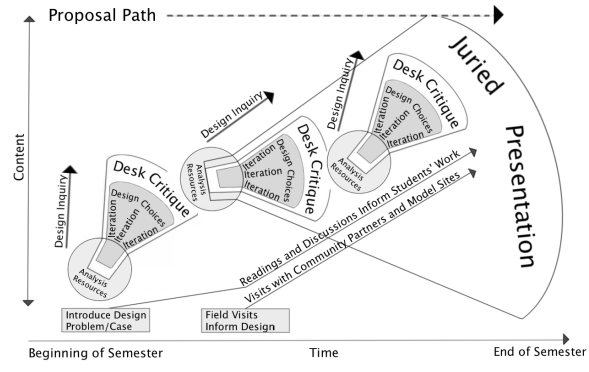 Proposal Path
Content
Design Inquiry
Desk Critique
Design Choices
Iteration
Iteration
Iteration
Analysis
Resources
Design Inquiry
Desk Critique
Design Choices
Iteration
Iteration
Iteration
Analysis
Resources
Design Inquiry
Desk Critique
Design Choices
Iteration
Iteration
Iteration
Analysis
Resources
Juried
Presentation
Readings and Discussions Inform Students' Work
Visits with Community Partners and Model Sites
Introduce Design
Problem/Case
Field Visits
Inform Design
Beginning of Semester
Time
End of Semester